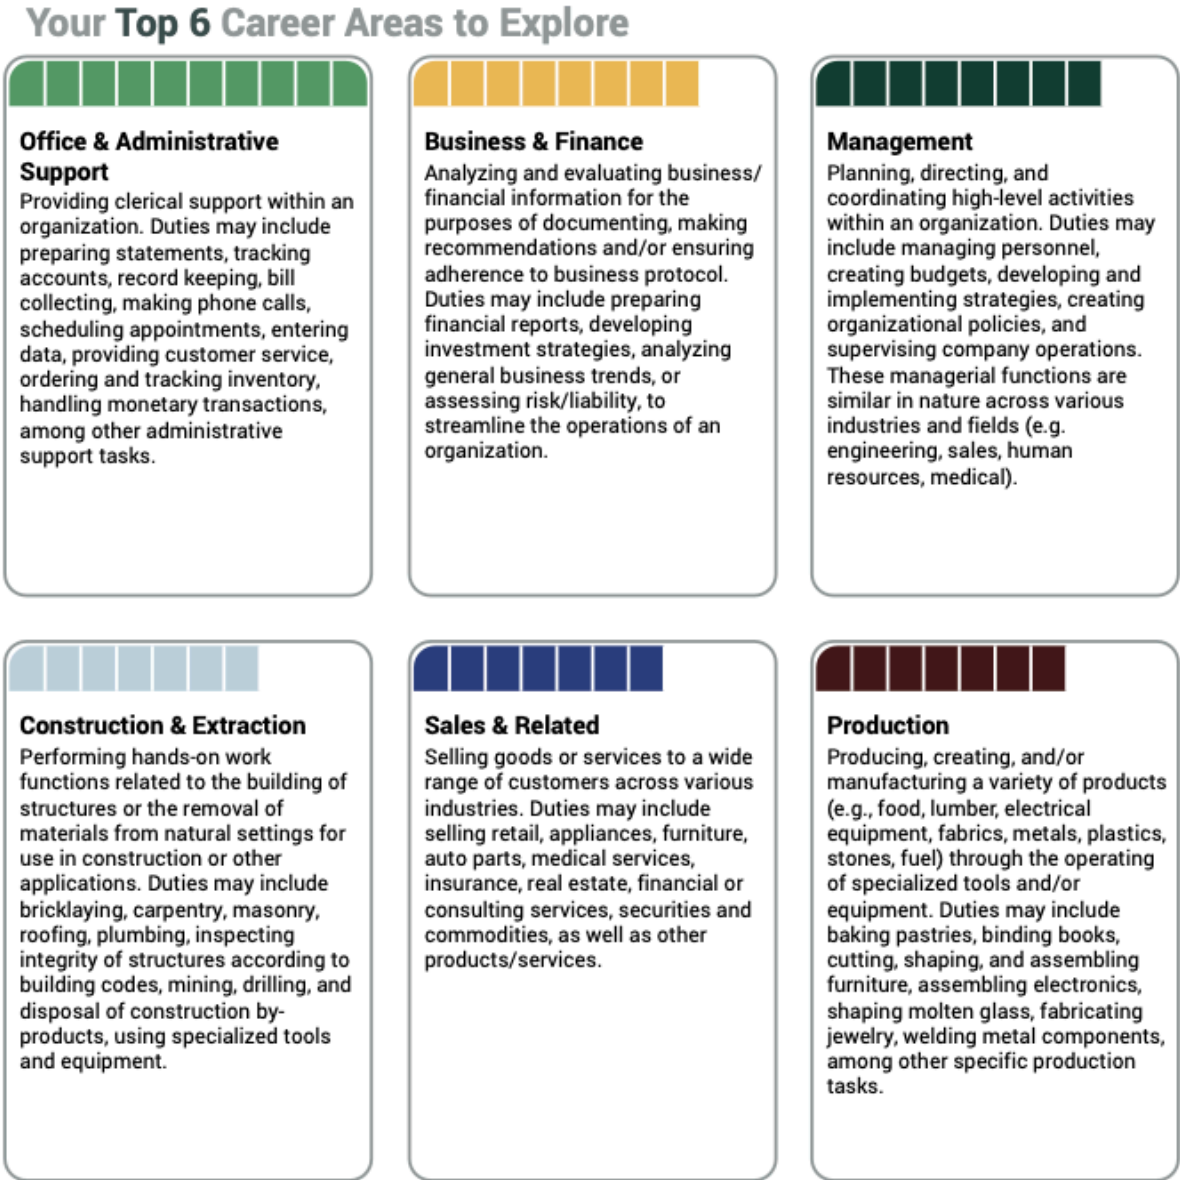 Your Top 6 Career Areas to Explore
Office & Administrative
Support
Providing clerical support within an
organization. Duties may include
preparing statements, tracking
accounts, record keeping, bill
collecting, making phone calls,
scheduling appointments, entering
data, providing customer service,
ordering and tracking inventory,
handling monetary transactions,
among other administrative
support tasks.
Business & Finance
Analyzing and evaluating business/
financial information for the
purposes of documenting, making
recommendations and/or ensuring
adherence to business protocol.
Duties may include preparing
financial reports, developing
investment strategies, analyzing
general business trends, or
assessing risk/liability, to
streamline the operations of an
organization.
Management
Planning, directing, and
coordinating high-level activities
within an organization. Duties may
include managing personnel,
creating budgets, developing and
implementing strategies, creating
organizational policies, and
supervising company operations.
These managerial functions are
similar in nature across various
industries and fields (e.g.
engineering, sales, human
resources, medical).
Construction & Extraction
Performing hands-on work
functions related to the building of
structures or the removal of
materials from natural settings for
use in construction or other
applications. Duties may include
bricklaying, carpentry, masonry,
roofing, plumbing, inspecting
integrity of structures according to
building codes, mining, drilling, and
disposal of construction by-
products, using specialized tools
and equipment.
Sales & Related
Selling goods or services to a wide
range of customers across various
industries. Duties may include
selling retail, appliances, furniture,
auto parts, medical services,
insurance, real estate, financial or
consulting services, securities and
commodities, as well as other
products/services.
Production
Producing, creating, and/or
manufacturing a variety of products
(e.g., food, lumber, electrical
equipment, fabrics, metals, plastics,
stones, fuel) through the operating
of specialized tools and/or
equipment. Duties may include
baking pastries, binding books,
cutting, shaping, and assembling
furniture, assembling electronics,
shaping molten glass, fabricating
jewelry, welding metal components,
among other specific production
tasks.